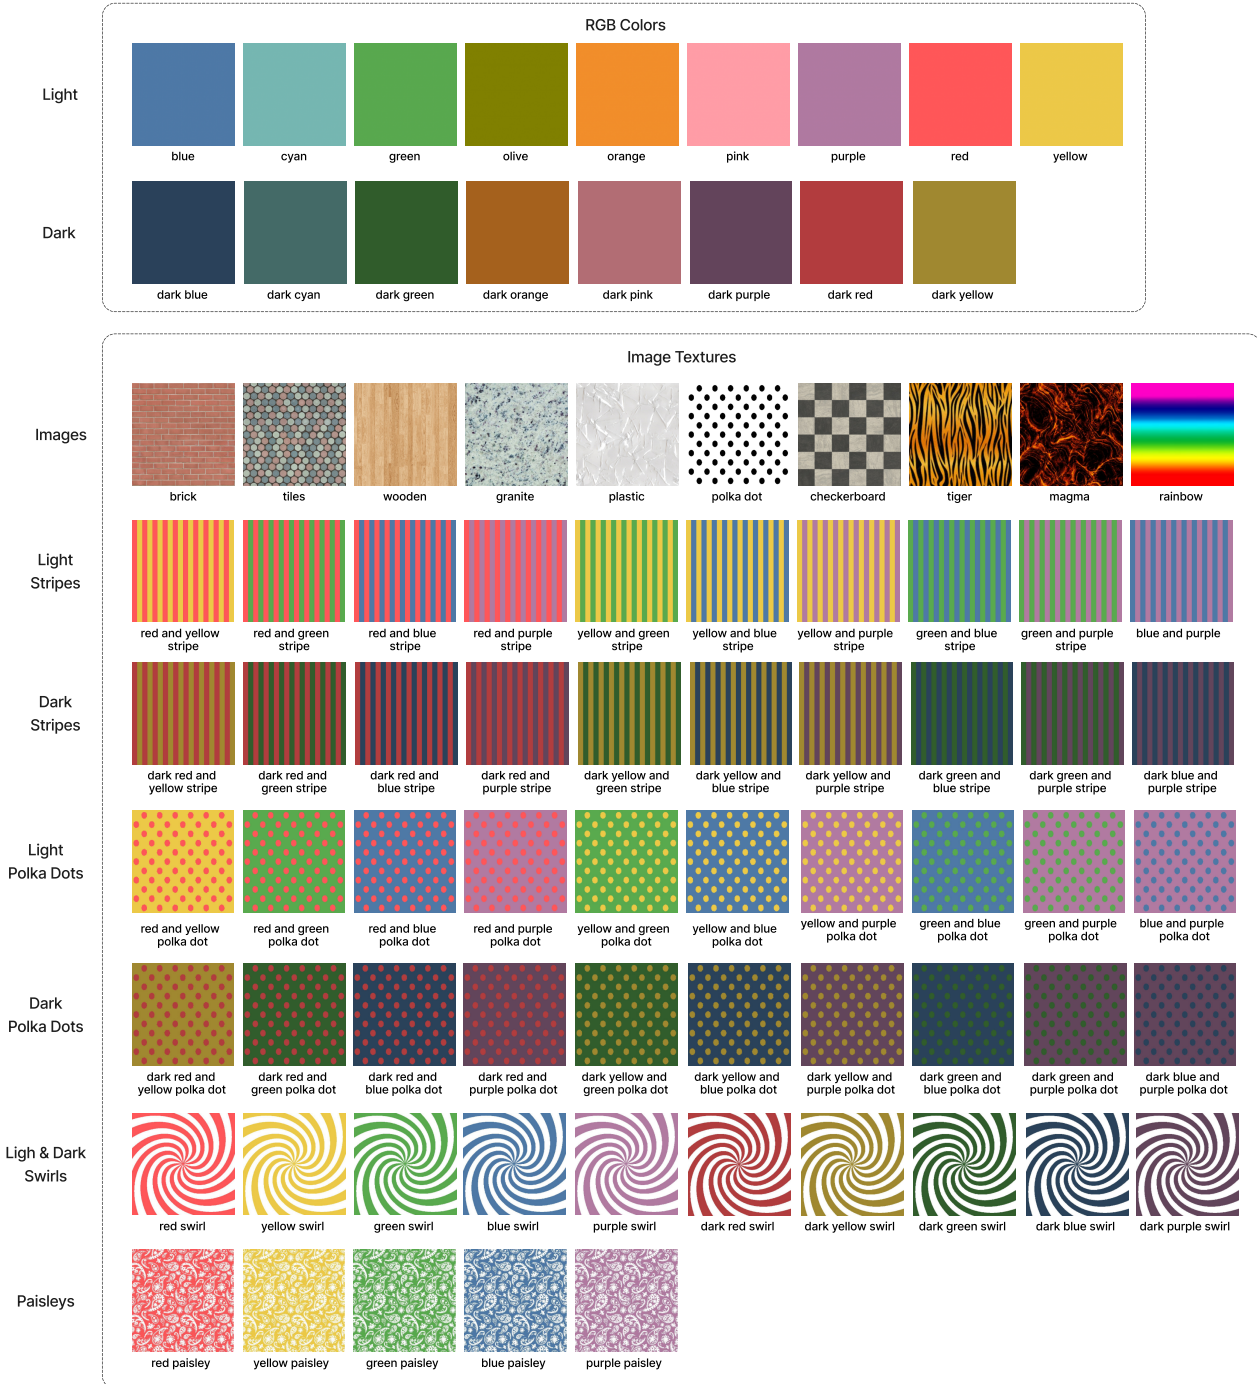 RGB Colors
Light
blue cyan green olive orange pink purple red yellow
Dark
dark blue dark cyan dark green dark orange dark pink dark purple dark red dark yellow
Image Textures
Images
brick tiles wooden granite plastic polka dot checkerboard tiger magma rainbow
Light
Stripes
red and yellow
stripe
red and green
stripe
red and blue
stripe
red and purple
stripe
yellow and green
stripe
yellow and blue
stripe
yellow and purple
stripe
green and blue
stripe
green and purple
stripe
blue and purple
Dark
Stripes
dark red and
yellow stripe
dark red and
green stripe
dark red and
blue stripe
dark red and
purple stripe
dark yellow and
green stripe
dark yellow and
blue stripe
dark yellow and
purple stripe
dark green and
blue stripe
dark green and
purple stripe
dark blue and
purple stripe
Light
Polka Dots
red and yellow
polka dot
red and green
polka dot
red and blue
polka dot
red and purple
polka dot
yellow and green
polka dot
yellow and blue
polka dot
yellow and purple
polka dot
green and blue
polka dot
green and purple
polka dot
blue and purple
polka dot
Dark
Polka Dots
dark red and
yellow polka dot
dark red and
green polka dot
dark red and
blue polka dot
dark red and
purple polka dot
dark yellow and
green polka dot
dark yellow and
blue polka dot
dark yellow and
purple polka dot
dark green and
blue polka dot
dark green and
purple polka dot
dark blue and
purple polka dot
Ligh & Dark
Swirls
red swirl yellow swirl green swirl blue swirl purple swirl dark red swirl dark yellow swirl dark green swirl dark blue swirl dark purple swirl
Paisleys
red paisley yellow paisley green paisley blue paisley purple paisley